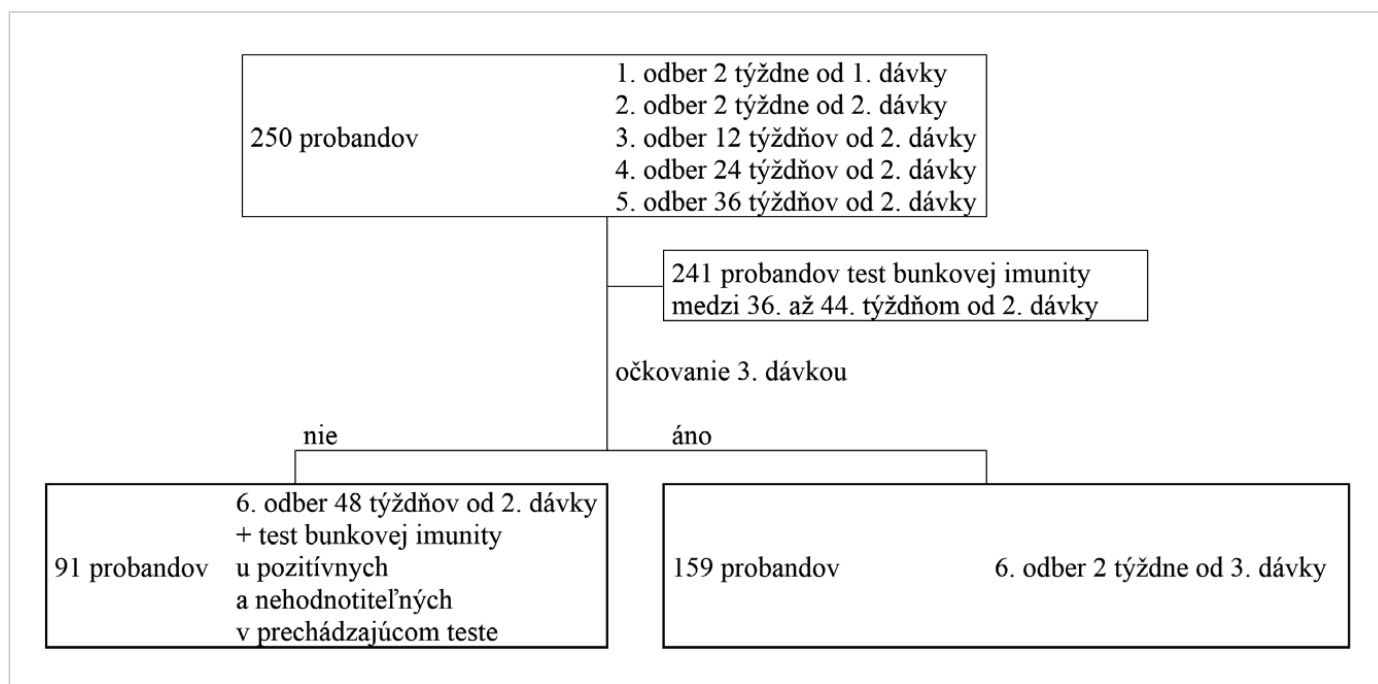 250 probandov
1. odber 2 týždne od 1. dávky
2. odber 2 týždne od 2. dávky
3. odber 12 týždňov od 2. dávky
4. odber 24 týždňov od 2. dávky
5. odber 36 týždňov od 2. dávky
241 probandov test bunkovej imunity
medzi 36. až 44. týždňom od 2. dávky
očkovanie 3. dávkou
nie
áno
91 probandov
6. odber 48 týždňov od 2. dávky
+ test bunkovej imunity
u pozitívnych
a nehodnotiteľných
v prechádzajúcom teste
159 probandov
6. odber 2 týždne od 3. dávky